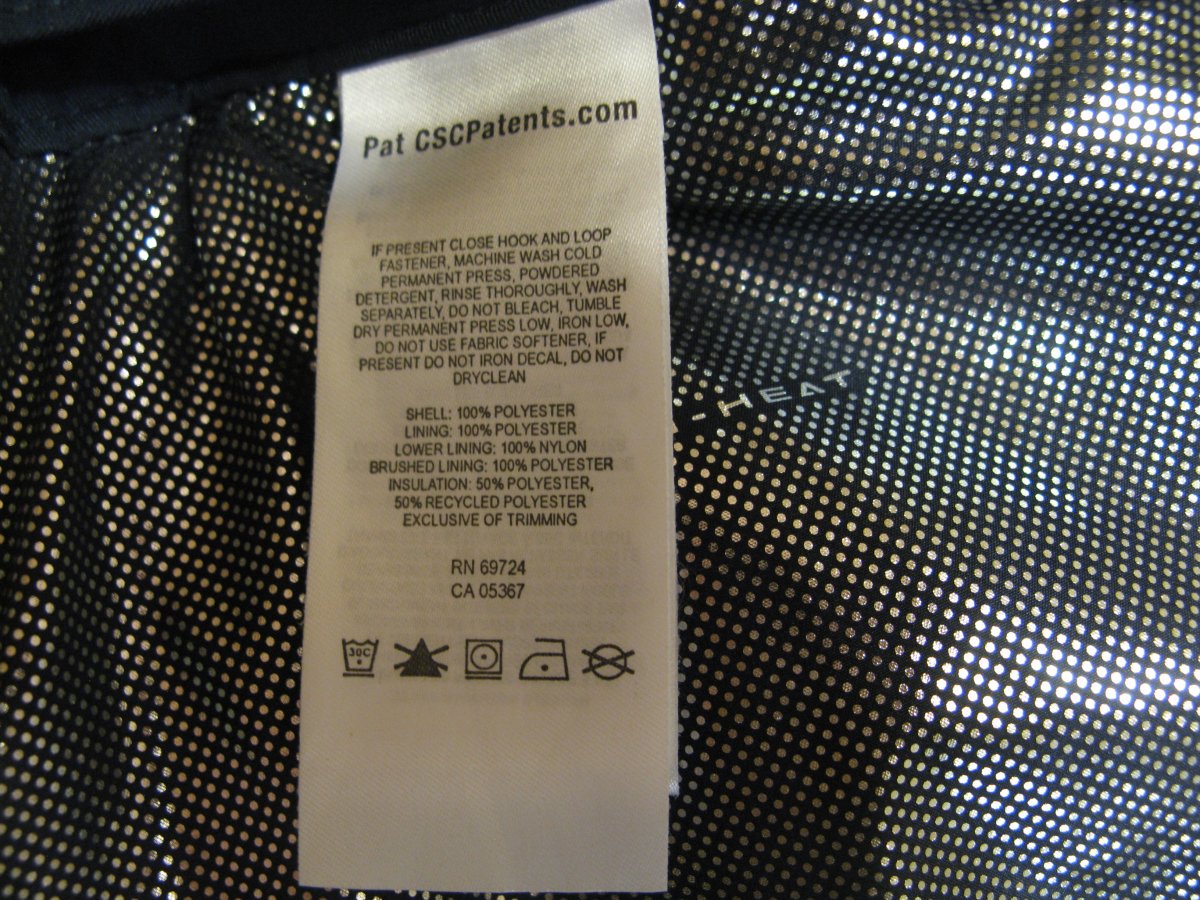 Pat CSCPatents.com
IF PRESENT CLOSE HOOK AND LOOP
FASTENER, MACHINE WASH COLD
PERMANENT PRESS, POWDERED
DETERGENT, RINSE THOROUGHLY, WASH
SEPARATELY, DO NOT BLEACH, TUMBLE
DRY PERMANENT PRESS LOW, IRON LOW,
DO NOT USE FABRIC SOFTENER, IF
PRESENT DO NOT IRON DECAL, DO NOT
DRYCLEAN
SHELL: 100% POLYESTER
LINING: 100% POLYESTER
LOWER LINING: 100% NYLON
BRUSHED LINING: 100% POLYESTER
INSULATION: 50% POLYESTER,
50% RECYCLED POLYESTER
EXCLUSIVE OF TRIMMING
RN 69724
CA 05367
30C
-HEAT